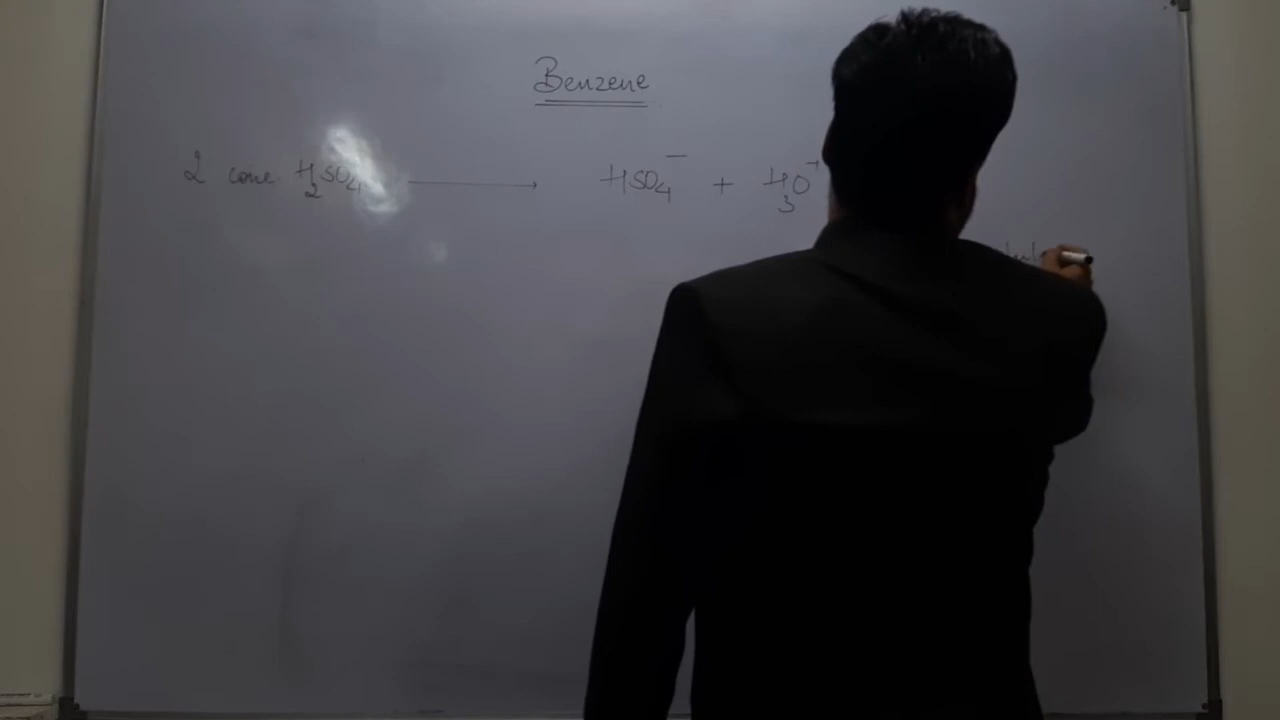 Benzene
2 conc. H₂SO₄ ⟶ HSO₄⁻ + H₃O⁺